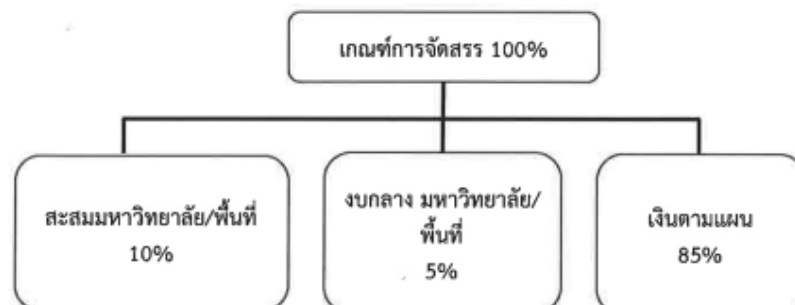 เกณฑ์การจัดสรร 100%
สะสมมหาวิทยาลัย/พื้นที่
10%
งบกลาง มหาวิทยาลัย/
พื้นที่
5%
เงินตามแผน
85%